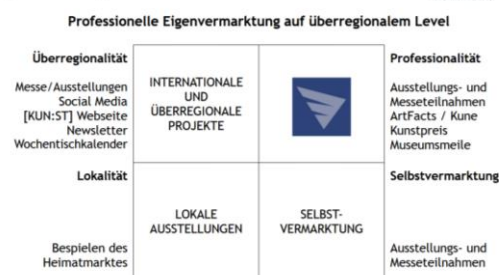 Professionelle Eigenvermarktung auf überregionalem Level
Überregionalität
Messe/Ausstellungen
Social Media
[KUN:ST] Webseite
Newsletter
Wochentischkalender
INTERNATIONALE
UND
ÜBERREGIONALE
PROJEKTE
Professionalität
Ausstellungs- und
Messeteilnahmen
ArtFacts / Kune
Kunstpreis
Museumsmeile
Lokalität
Bespielen des
Heimatmarktes
LOKALE
AUSSTELLUNGEN
SELBST-
VERMARKTUNG
Selbstvermarktung
Ausstellungs- und
Messeteilnahmen